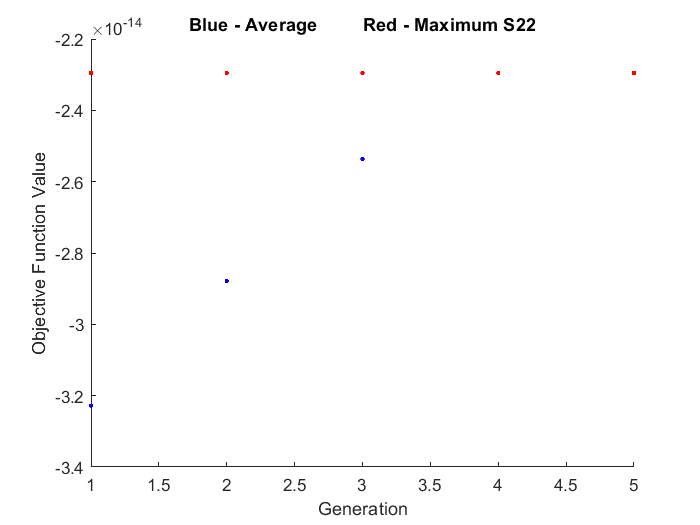 Blue - Average Red - Maximum S22
×10-14
-2.2
-2.4
-2.6
-2.8
-3
-3.2
-3.4
Objective Function Value
1 1.5 2 2.5 3 3.5 4 4.5 5
Generation